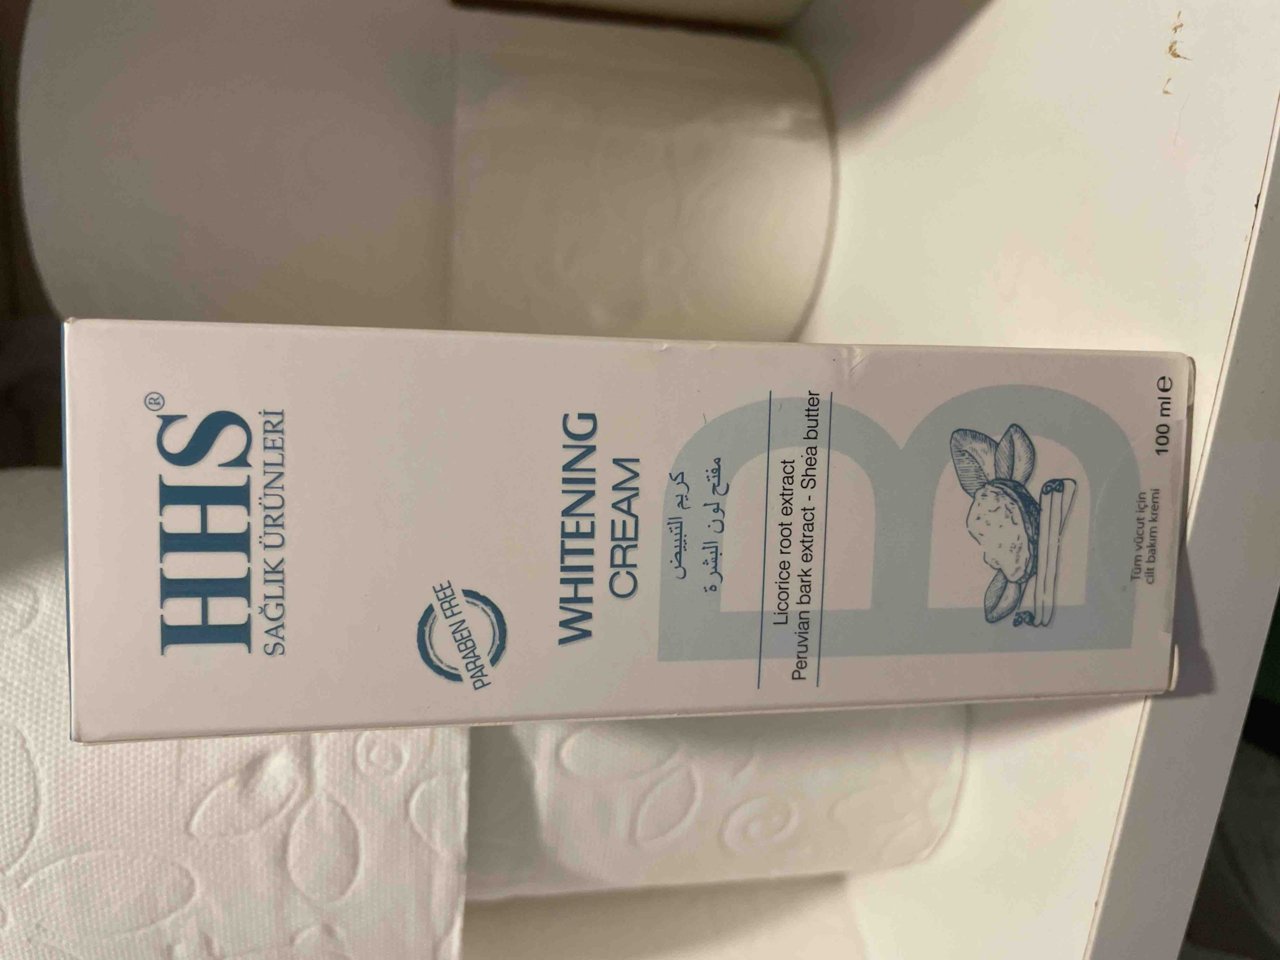 HHS®
SAĞLIK ÜRÜNLERİ
PARABEN FREE
WHITENING
CREAM
كريم التبييض
مفتح لون البشرة
Licorice root extract
Peruvian bark extract - Shea butter
Tüm vücut için
cilt bakım kremi
100 ml e